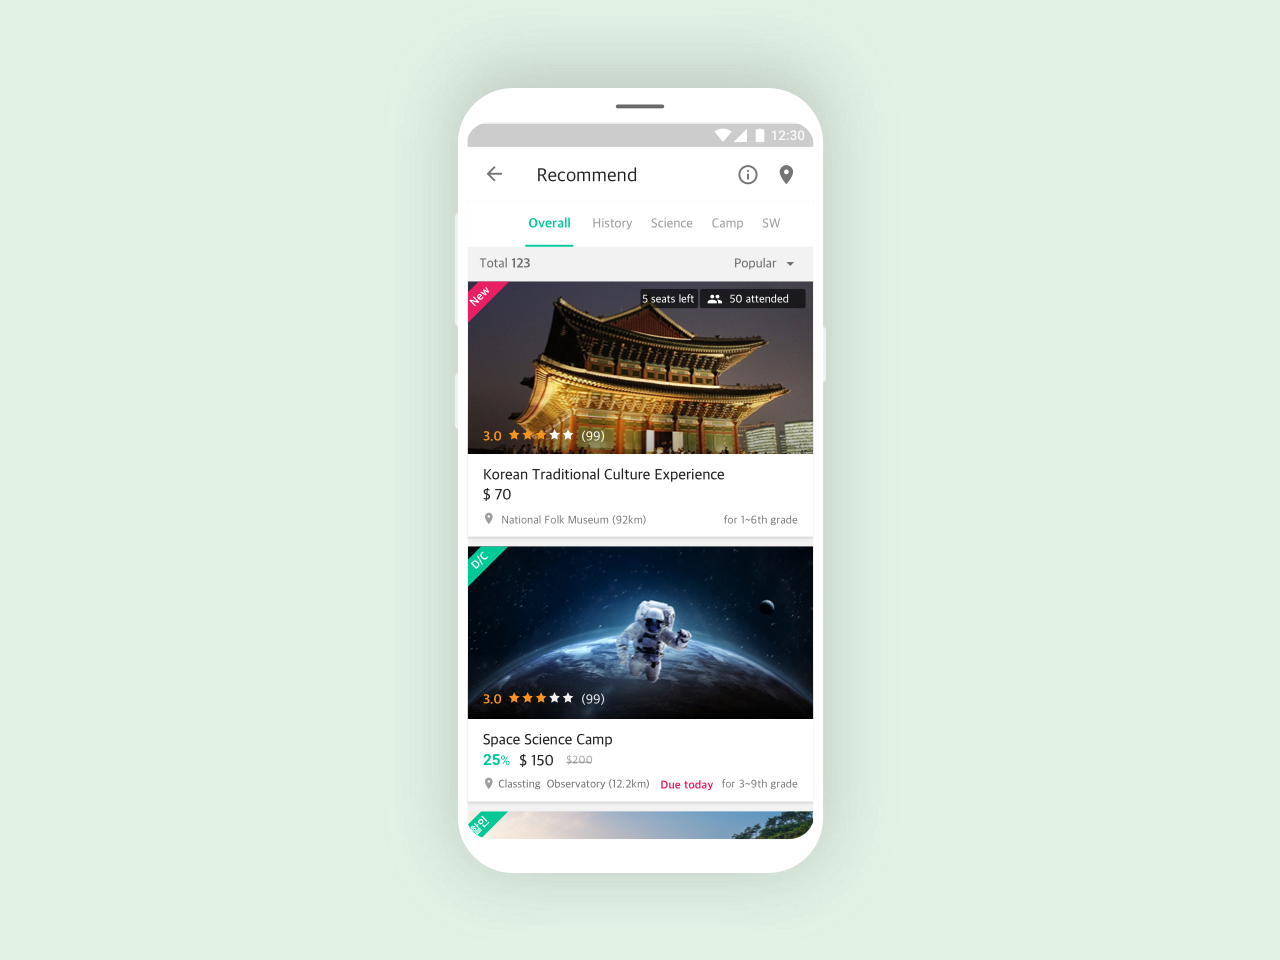 12:30
Recommend
Overall History Science Camp SW
Total 123 Popular
New
5 seats left 50 attended
3.0 (99)
Korean Traditional Culture Experience
$ 70
National Folk Museum (92km) for 1~6th grade
D/C
3.0 (99)
Space Science Camp
25% $ 150 $200
Classting Observatory (12.2km) Due today for 3~9th grade
할인